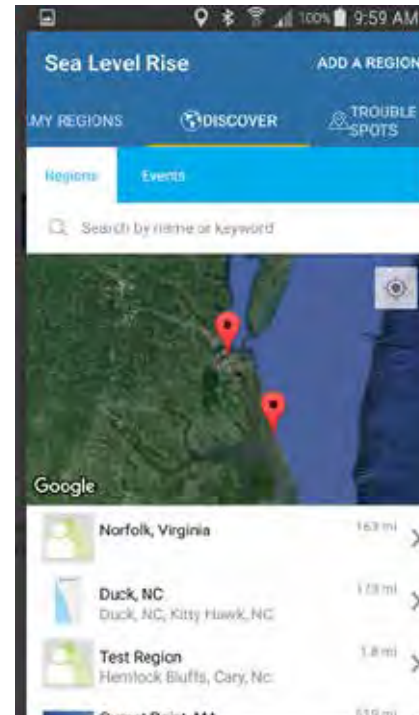 100% 9:59 AM
Sea Level Rise ADD A REGION
MY REGIONS DISCOVER TROUBLE SPOTS
Regions Events
Search by name or keyword
Google
Norfolk, Virginia 163 mi
Duck, NC 173 mi
Duck, NC, Kitty Hawk, NC
Test Region 1.8 mi
Hemlock Bluffs, Cary, Nc